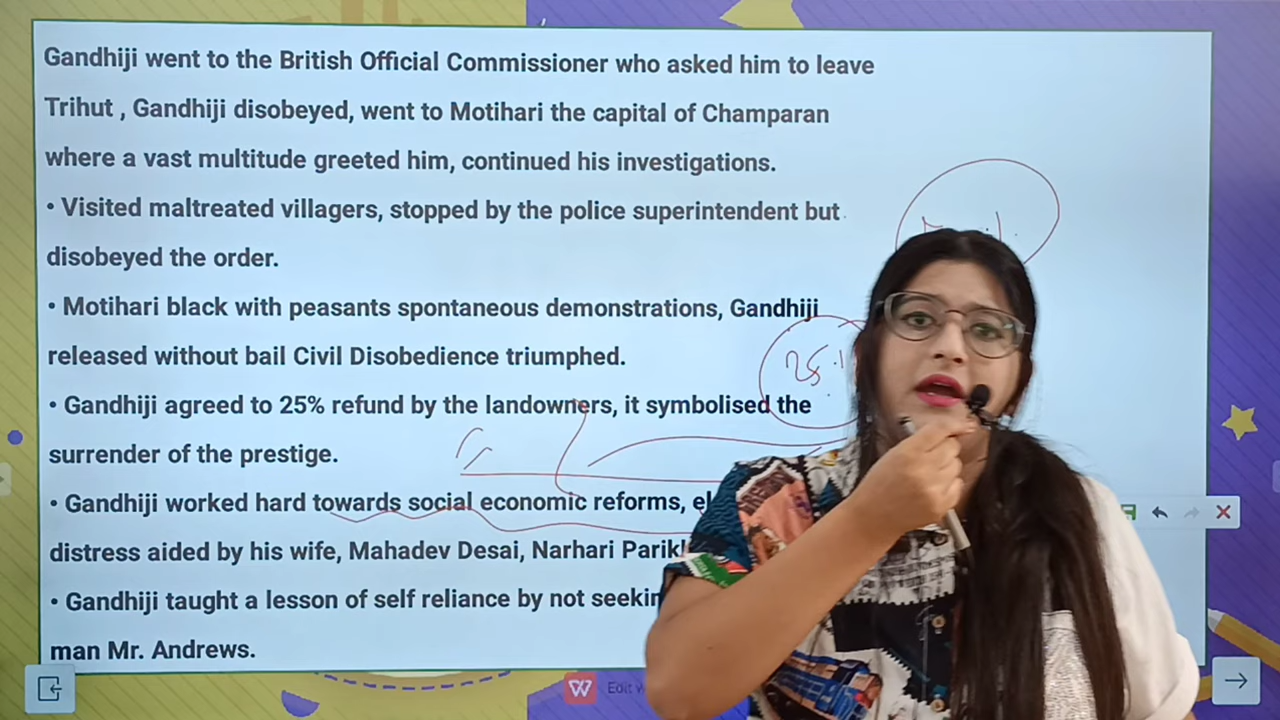 Gandhiji went to the British Official Commissioner who asked him to leave
Trihut , Gandhiji disobeyed, went to Motihari the capital of Champaran
where a vast multitude greeted him, continued his investigations.
• Visited maltreated villagers, stopped by the police superintendent but
disobeyed the order.
• Motihari black with peasants spontaneous demonstrations, Gandhiji
released without bail Civil Disobedience triumphed.
25
• Gandhiji agreed to 25% refund by the landowners, it symbolised the
surrender of the prestige.
• Gandhiji worked hard towards social economic reforms,
distress aided by his wife, Mahadev Desai, Narhari
• Gandhiji taught a lesson of self reliance by not
man Mr. Andrews.
Edit